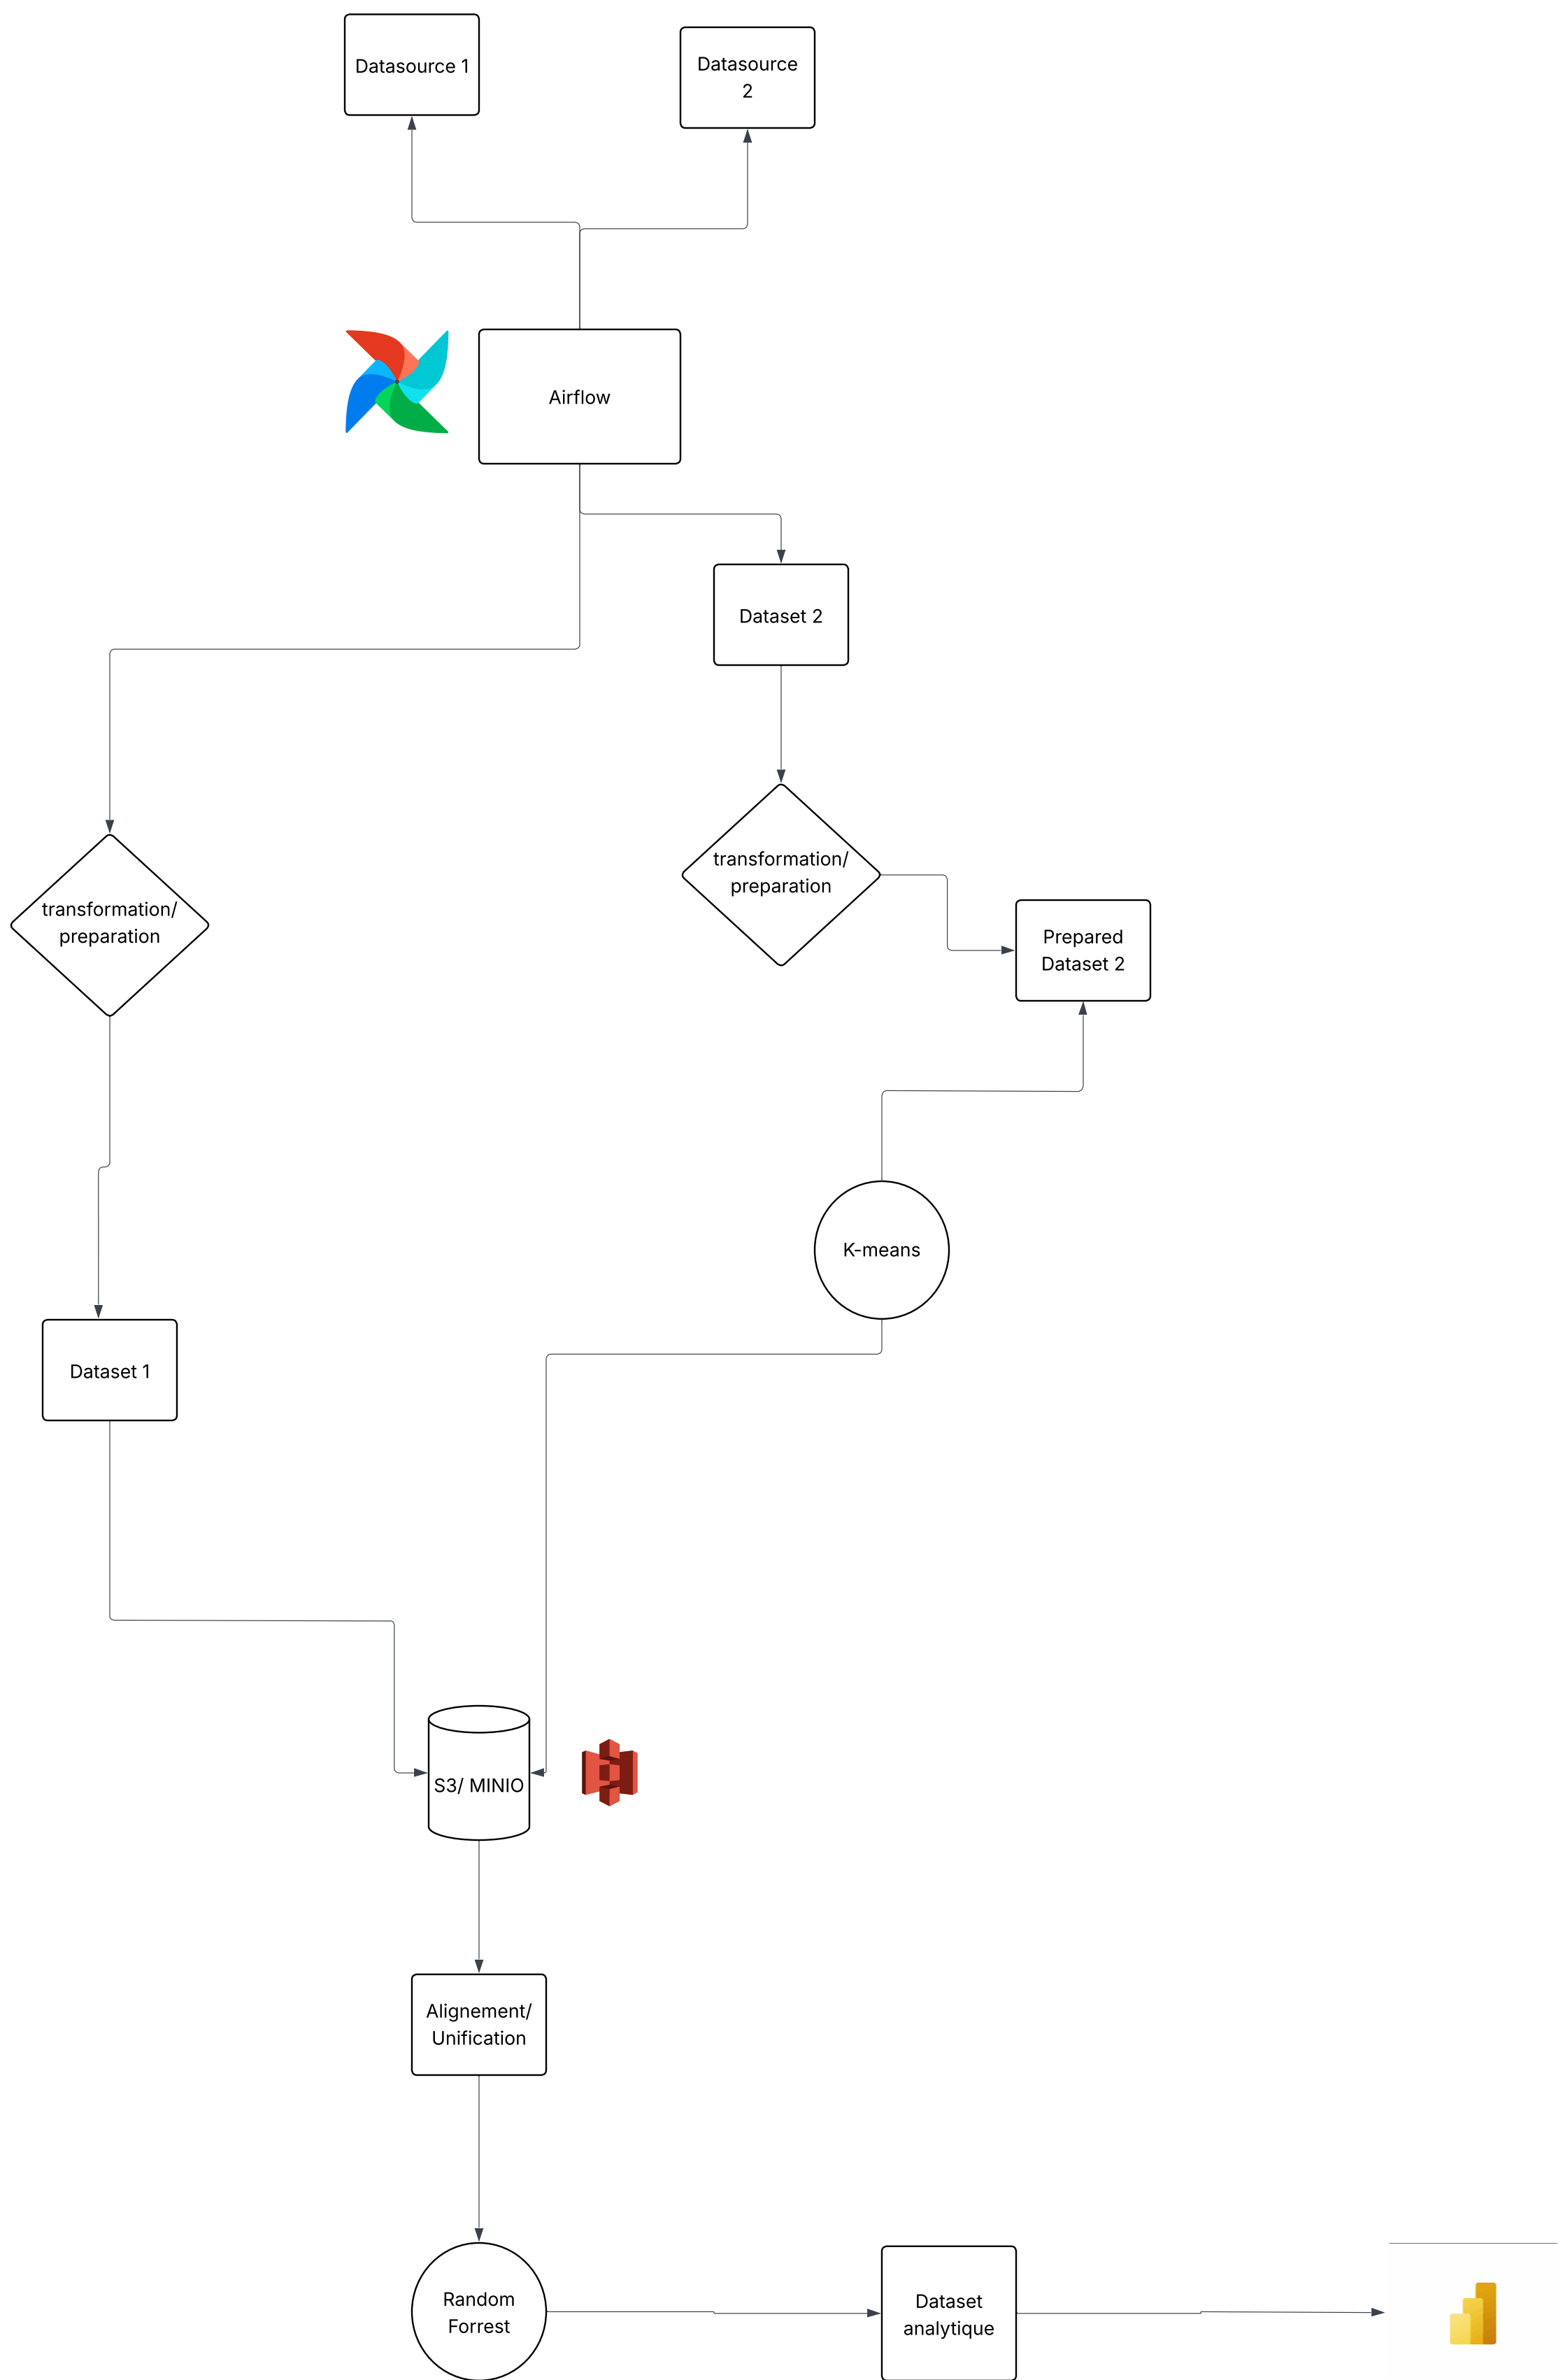 Datasource 1
Datasource
2
Airflow
Dataset 2
transformation/
preparation
transformation/
preparation
Prepared
Dataset 2
K-means
Dataset 1
S3/ MINIO
Alignement/
Unification
Random
Forrest
Dataset
analytique